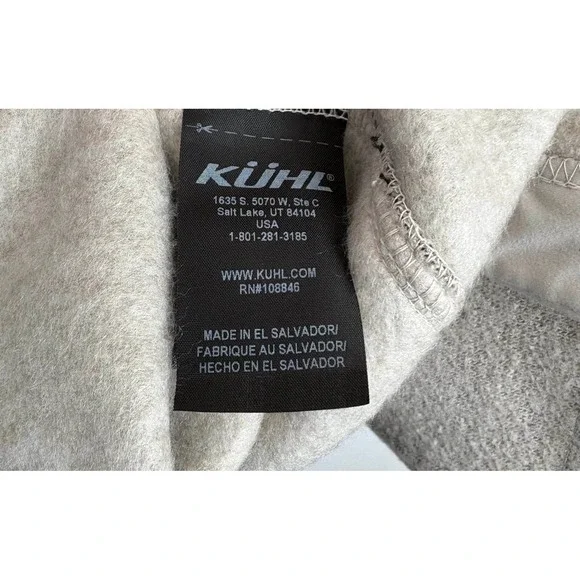 KÜHL®
1635 S. 5070 W, Ste C
Salt Lake, UT 84104
USA
1-801-281-3185
WWW.KUHL.COM
RN#108846
MADE IN EL SALVADOR/
FABRIQUE AU SALVADOR/
HECHO EN EL SALVADOR